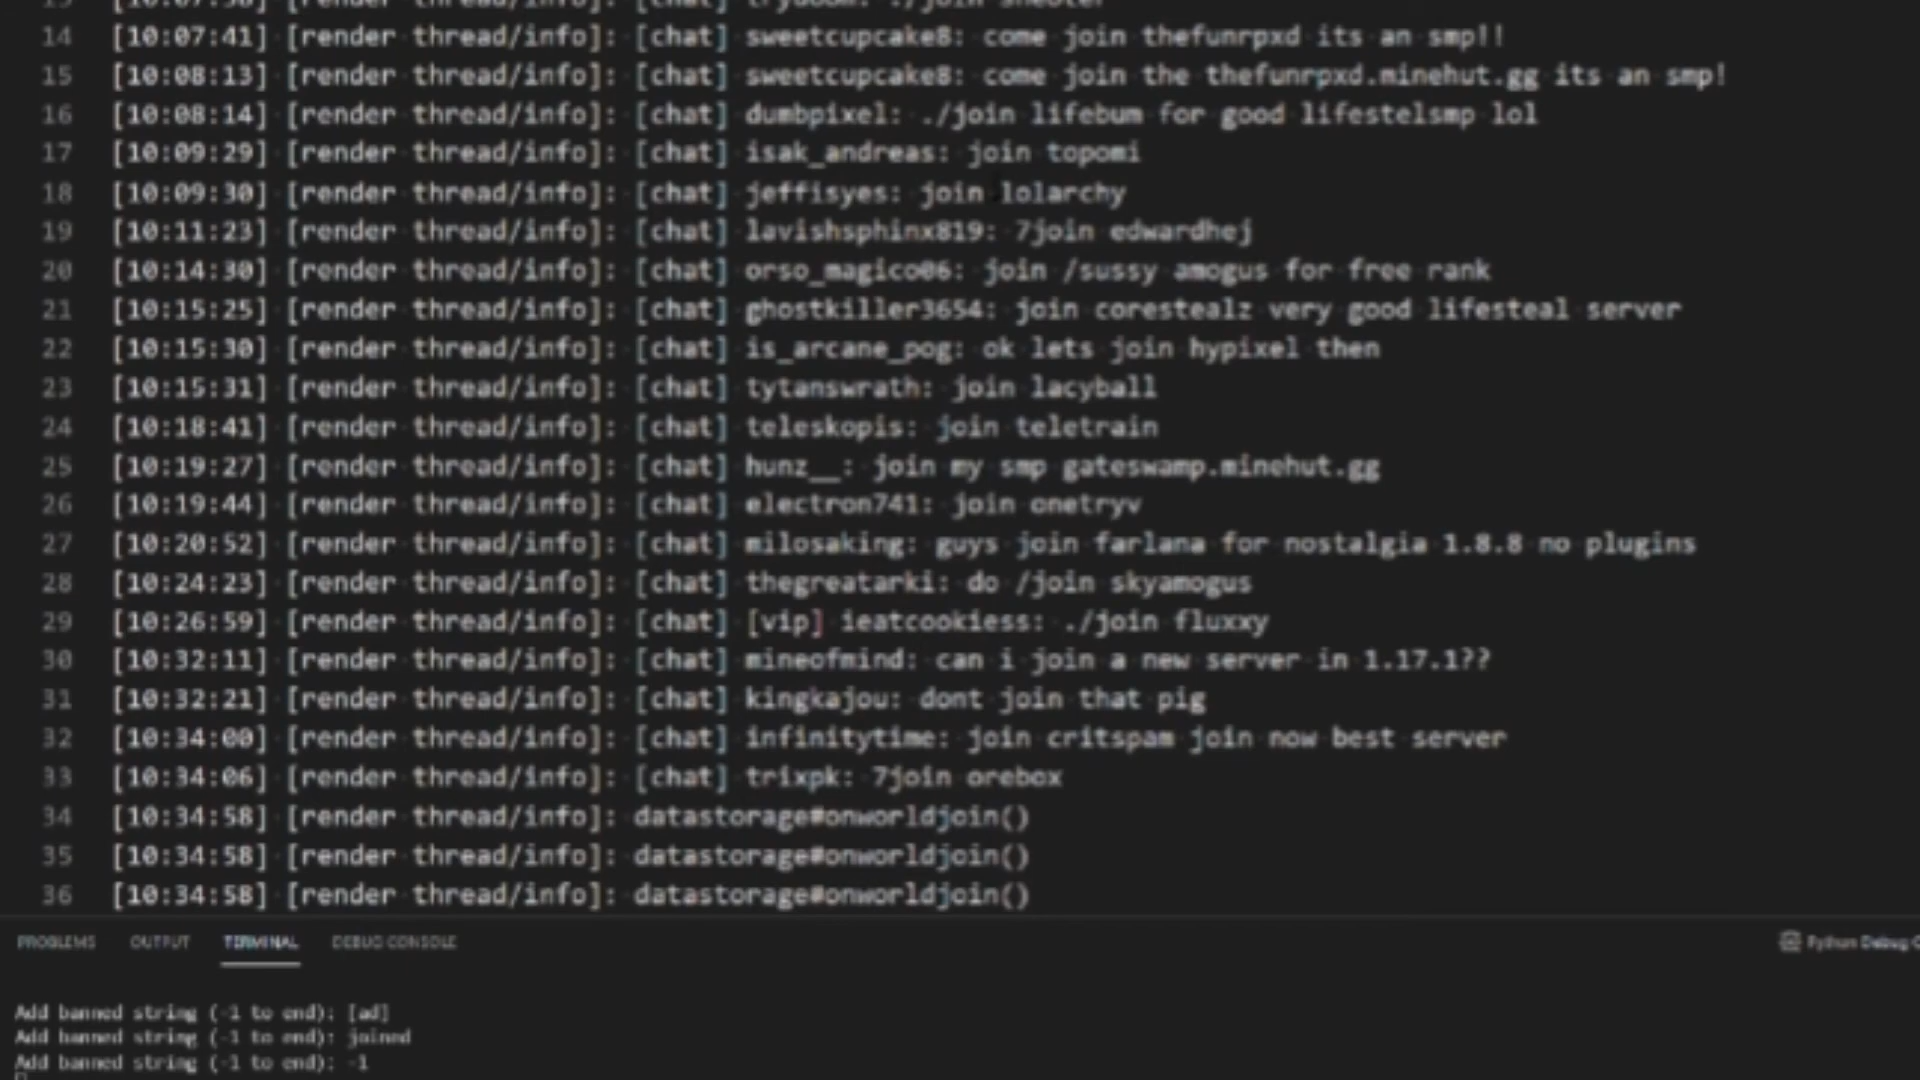 14 [10:07:41] [render thread/info]: [chat] sweetcupcake8: come join thefunrpxd its an smp!!
15 [10:08:13] [render thread/info]: [chat] sweetcupcake8: come join the thefunrpxd.minehut.gg its an smp!
16 [10:08:14] [render thread/info]: [chat] dumbpixel: ./join lifebum for good lifestelsmp lol
17 [10:09:29] [render thread/info]: [chat] isak_andreas: join topomi
18 [10:09:30] [render thread/info]: [chat] jeffisyes: join lolarchy
19 [10:11:23] [render thread/info]: [chat] lavishsphinx819: 7join edwardhej
20 [10:14:30] [render thread/info]: [chat] orso_magico06: join /sussy amogus for free rank
21 [10:15:25] [render thread/info]: [chat] ghostkiller3654: join corestealz very good lifesteal server
22 [10:15:30] [render thread/info]: [chat] is_arcane_pog: ok lets join hypixel then
23 [10:15:31] [render thread/info]: [chat] tytanswrath: join lacyball
24 [10:18:41] [render thread/info]: [chat] teleskopis: join teletrain
25 [10:19:27] [render thread/info]: [chat] hunz__: join my smp gateswamp.minehut.gg
26 [10:19:44] [render thread/info]: [chat] electron741: join onetryv
27 [10:20:52] [render thread/info]: [chat] milosaking: guys join farlana for nostalgia 1.8.8 no plugins
28 [10:24:23] [render thread/info]: [chat] thegreatarki: do /join skyamogus
29 [10:26:59] [render thread/info]: [chat] [vip] ieatcookiess: ./join fluxxy
30 [10:32:11] [render thread/info]: [chat] mineofmind: can i join a new server in 1.17.1??
31 [10:32:21] [render thread/info]: [chat] kingkajou: dont join that pig
32 [10:34:00] [render thread/info]: [chat] infinitytime: join critspam join now best server
33 [10:34:06] [render thread/info]: [chat] trixpk: 7join orebox
34 [10:34:58] [render thread/info]: datastorage#onworldjoin()
35 [10:34:58] [render thread/info]: datastorage#onworldjoin()
36 [10:34:58] [render thread/info]: datastorage#onworldjoin()
PROBLEMS OUTPUT TERMINAL DEBUG CONSOLE Python Debug
Add banned string (-1 to end): [ad]
Add banned string (-1 to end): joined
Add banned string (-1 to end): -1